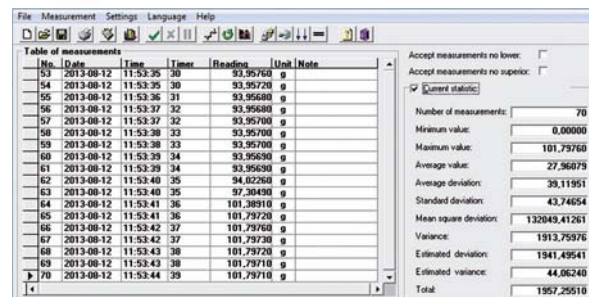 File Measurement Settings Language Help
Table of measurements
No. Date Time Timer Reading Unit Note
53 2013-08-12 11:53:35 30 93,95760 g
54 2013-08-12 11:53:35 30 93,95720 g
55 2013-08-12 11:53:36 31 93,95680 g
56 2013-08-12 11:53:37 32 93,95680 g
57 2013-08-12 11:53:37 32 93,95700 g
58 2013-08-12 11:53:38 33 93,95700 g
59 2013-08-12 11:53:38 33 93,95700 g
60 2013-08-12 11:53:39 34 93,95690 g
61 2013-08-12 11:53:39 34 93,95690 g
62 2013-08-12 11:53:40 35 94,02260 g
63 2013-08-12 11:53:40 35 97,30490 g
64 2013-08-12 11:53:41 36 101,38910 g
65 2013-08-12 11:53:41 36 101,79720 g
66 2013-08-12 11:53:42 37 101,79760 g
67 2013-08-12 11:53:42 37 101,79730 g
68 2013-08-12 11:53:43 38 101,79720 g
69 2013-08-12 11:53:43 38 101,79710 g
70 2013-08-12 11:53:44 39 101,79710 g
Accept measurements no lower:
Accept measurements no superior:
Current statistic
Number of measurements: 70
Minimum value: 0,00000
Maximum value: 101,79760
Average value: 27,96079
Average deviation: 39,11951
Standard deviation: 43,74654
Mean square deviation: 132049,41261
Variance: 1913,75976
Estimated deviation: 1941,49541
Estimated variance: 44,06240
Total: 1957,25510